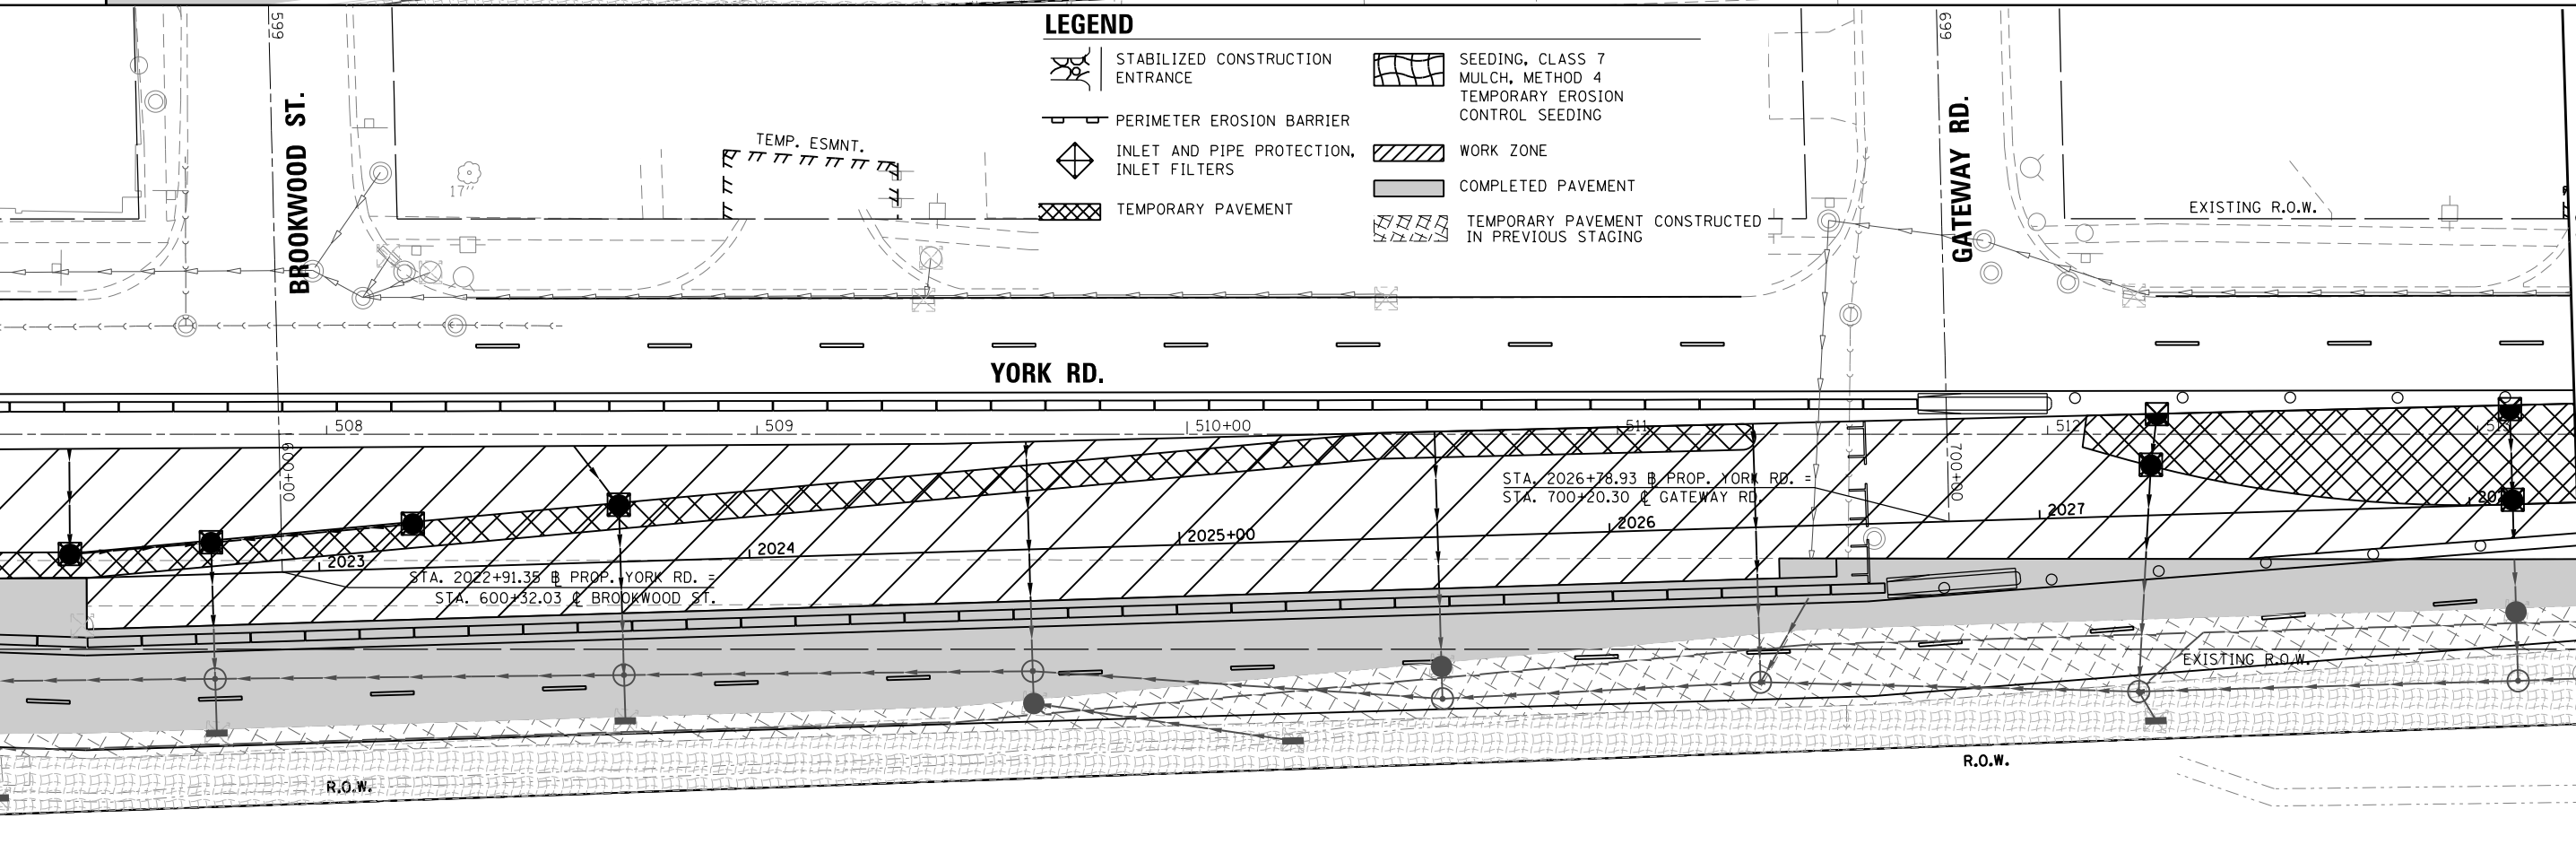 LEGEND
STABILIZED CONSTRUCTION
ENTRANCE
PERIMETER EROSION BARRIER
INLET AND PIPE PROTECTION,
INLET FILTERS
TEMPORARY PAVEMENT
SEEDING, CLASS 7
MULCH, METHOD 4
TEMPORARY EROSION
CONTROL SEEDING
WORK ZONE
COMPLETED PAVEMENT
TEMPORARY PAVEMENT CONSTRUCTED
IN PREVIOUS STAGING
599
BROOKWOOD ST.
17''
TEMP. ESMNT.
699
GATEWAY RD.
EXISTING R.O.W.
YORK RD.
508
509
510+00
511
512
600+00
700+00
STA. 2026+78.93 ℄ PROP. YORK RD. =
STA. 700+20.30 ℄ GATEWAY RD.
2023
2024
2025+00
2026
2027
STA. 2022+91.35 ℄ PROP. YORK RD. =
STA. 600+32.03 ℄ BROOKWOOD ST.
EXISTING R.O.W.
R.O.W.
R.O.W.